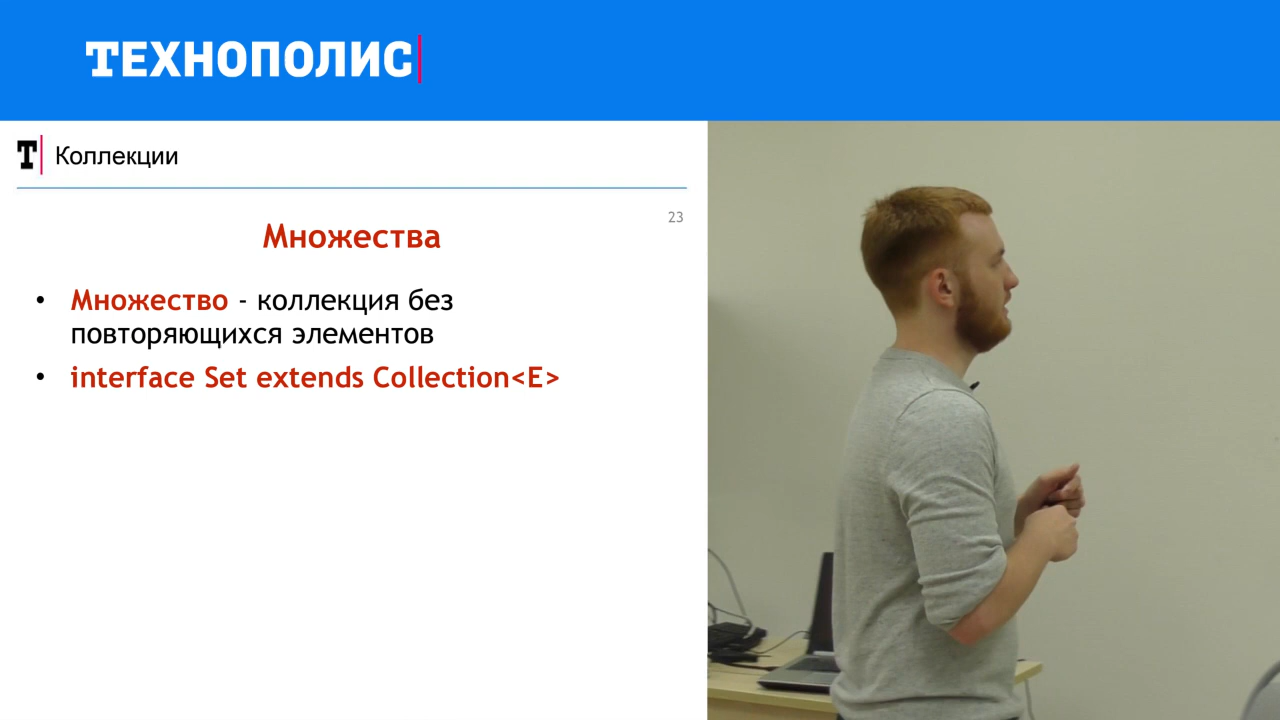 ТЕХНОПОЛИС
Т Коллекции
23
Множества
• Множество - коллекция без
повторяющихся элементов
• interface Set extends Collection<E>